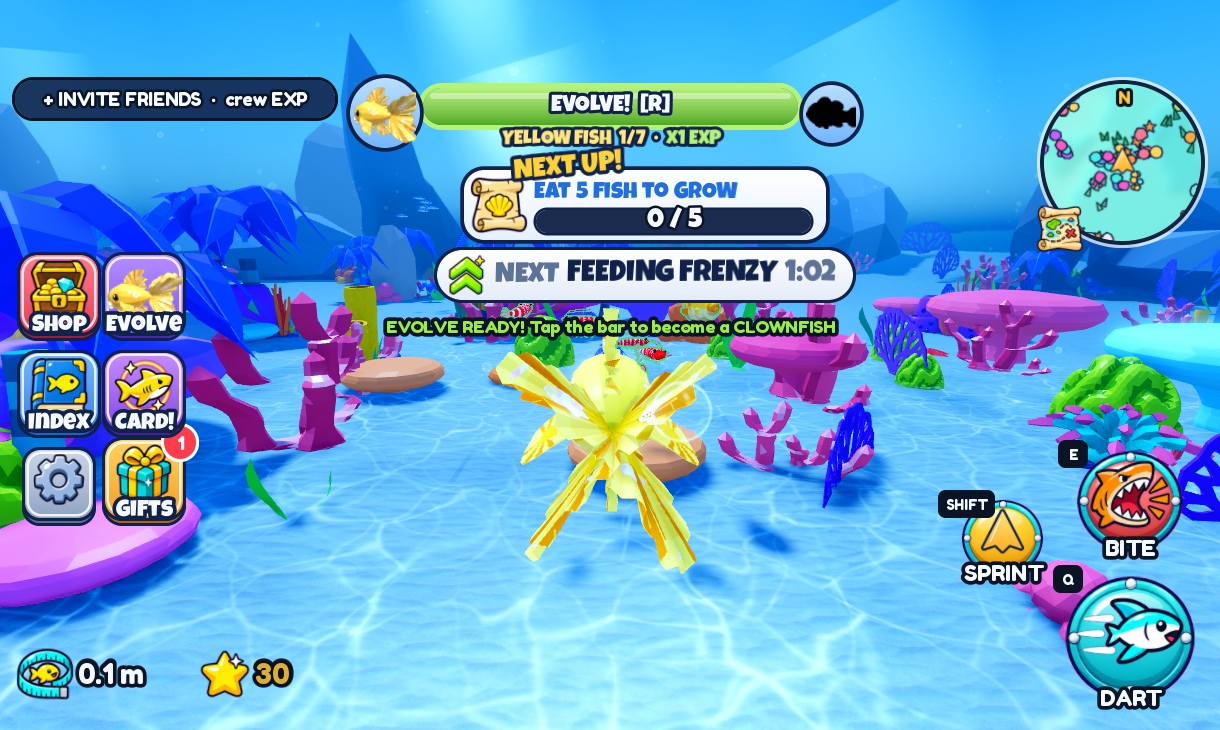 + INVITE FRIENDS · crew EXP
EVOLVE! [R]
YELLOW FISH 1/7 · X1 EXP
NEXT UP!
EAT 5 FISH TO GROW
0 / 5
NEXT FEEDING FRENZY 1:02
EVOLVE READY! Tap the bar to become a CLOWNFISH
N
SHOP
EVOLVE
INDEX
CARD!
1
GIFTS
E
BITE
SHIFT
SPRINT
Q
DART
0.1m
30